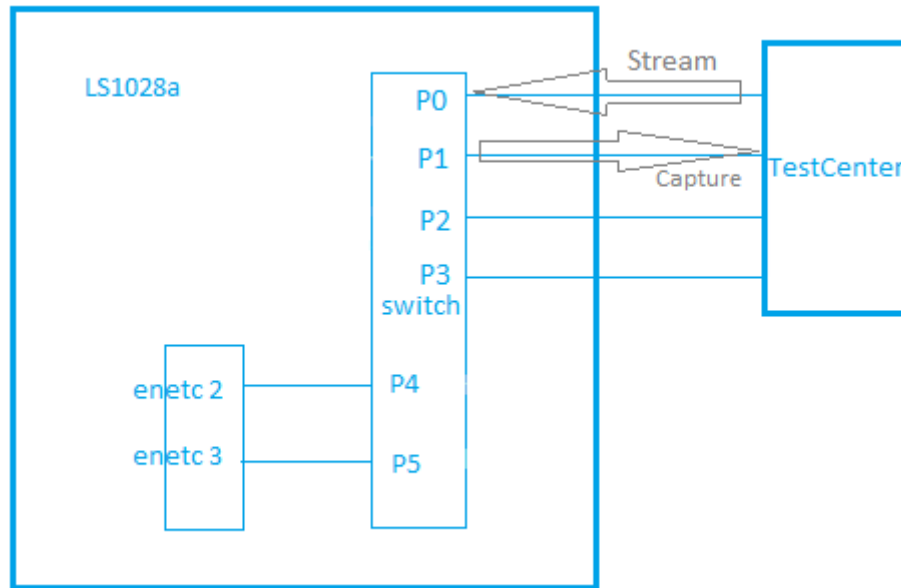 Stream
LS1028a
P0
P1
TestCenter
Capture
P2
P3
switch
enetc 2
P4
enetc 3
P5